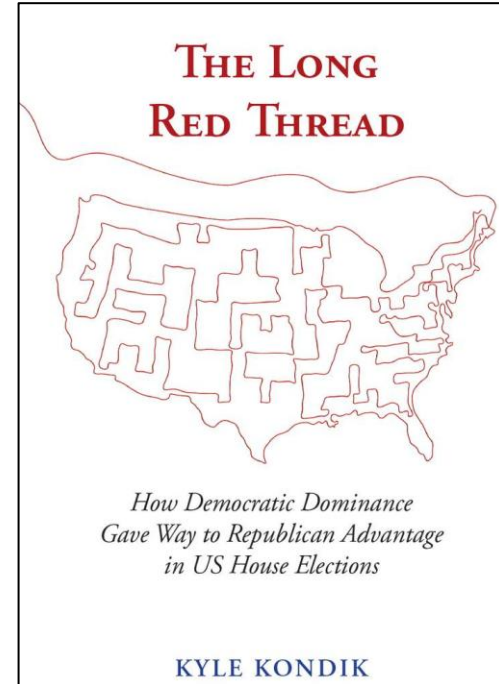 THE LONG
RED THREAD
How Democratic Dominance
Gave Way to Republican Advantage
in US House Elections
KYLE KONDIK